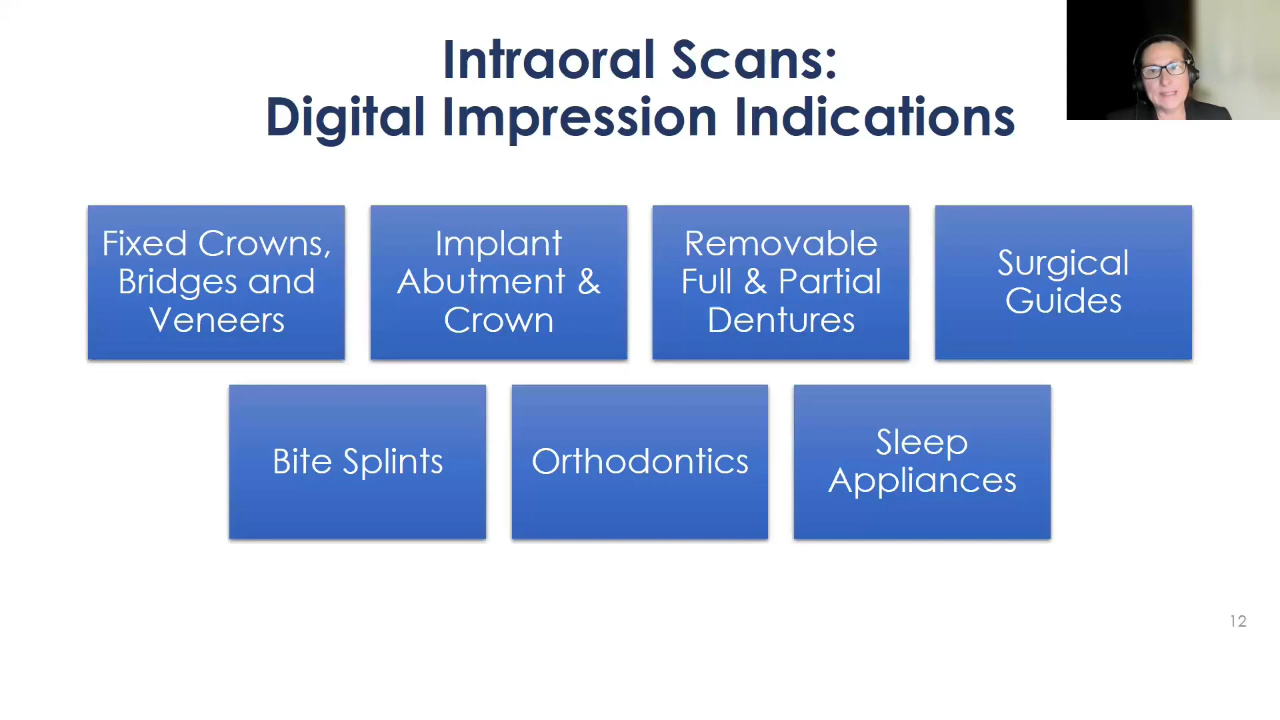 Intraoral Scans:
Digital Impression Indications
Fixed Crowns,
Bridges and
Veneers
Implant
Abutment &
Crown
Removable
Full & Partial
Dentures
Surgical
Guides
Bite Splints
Orthodontics
Sleep
Appliances
12